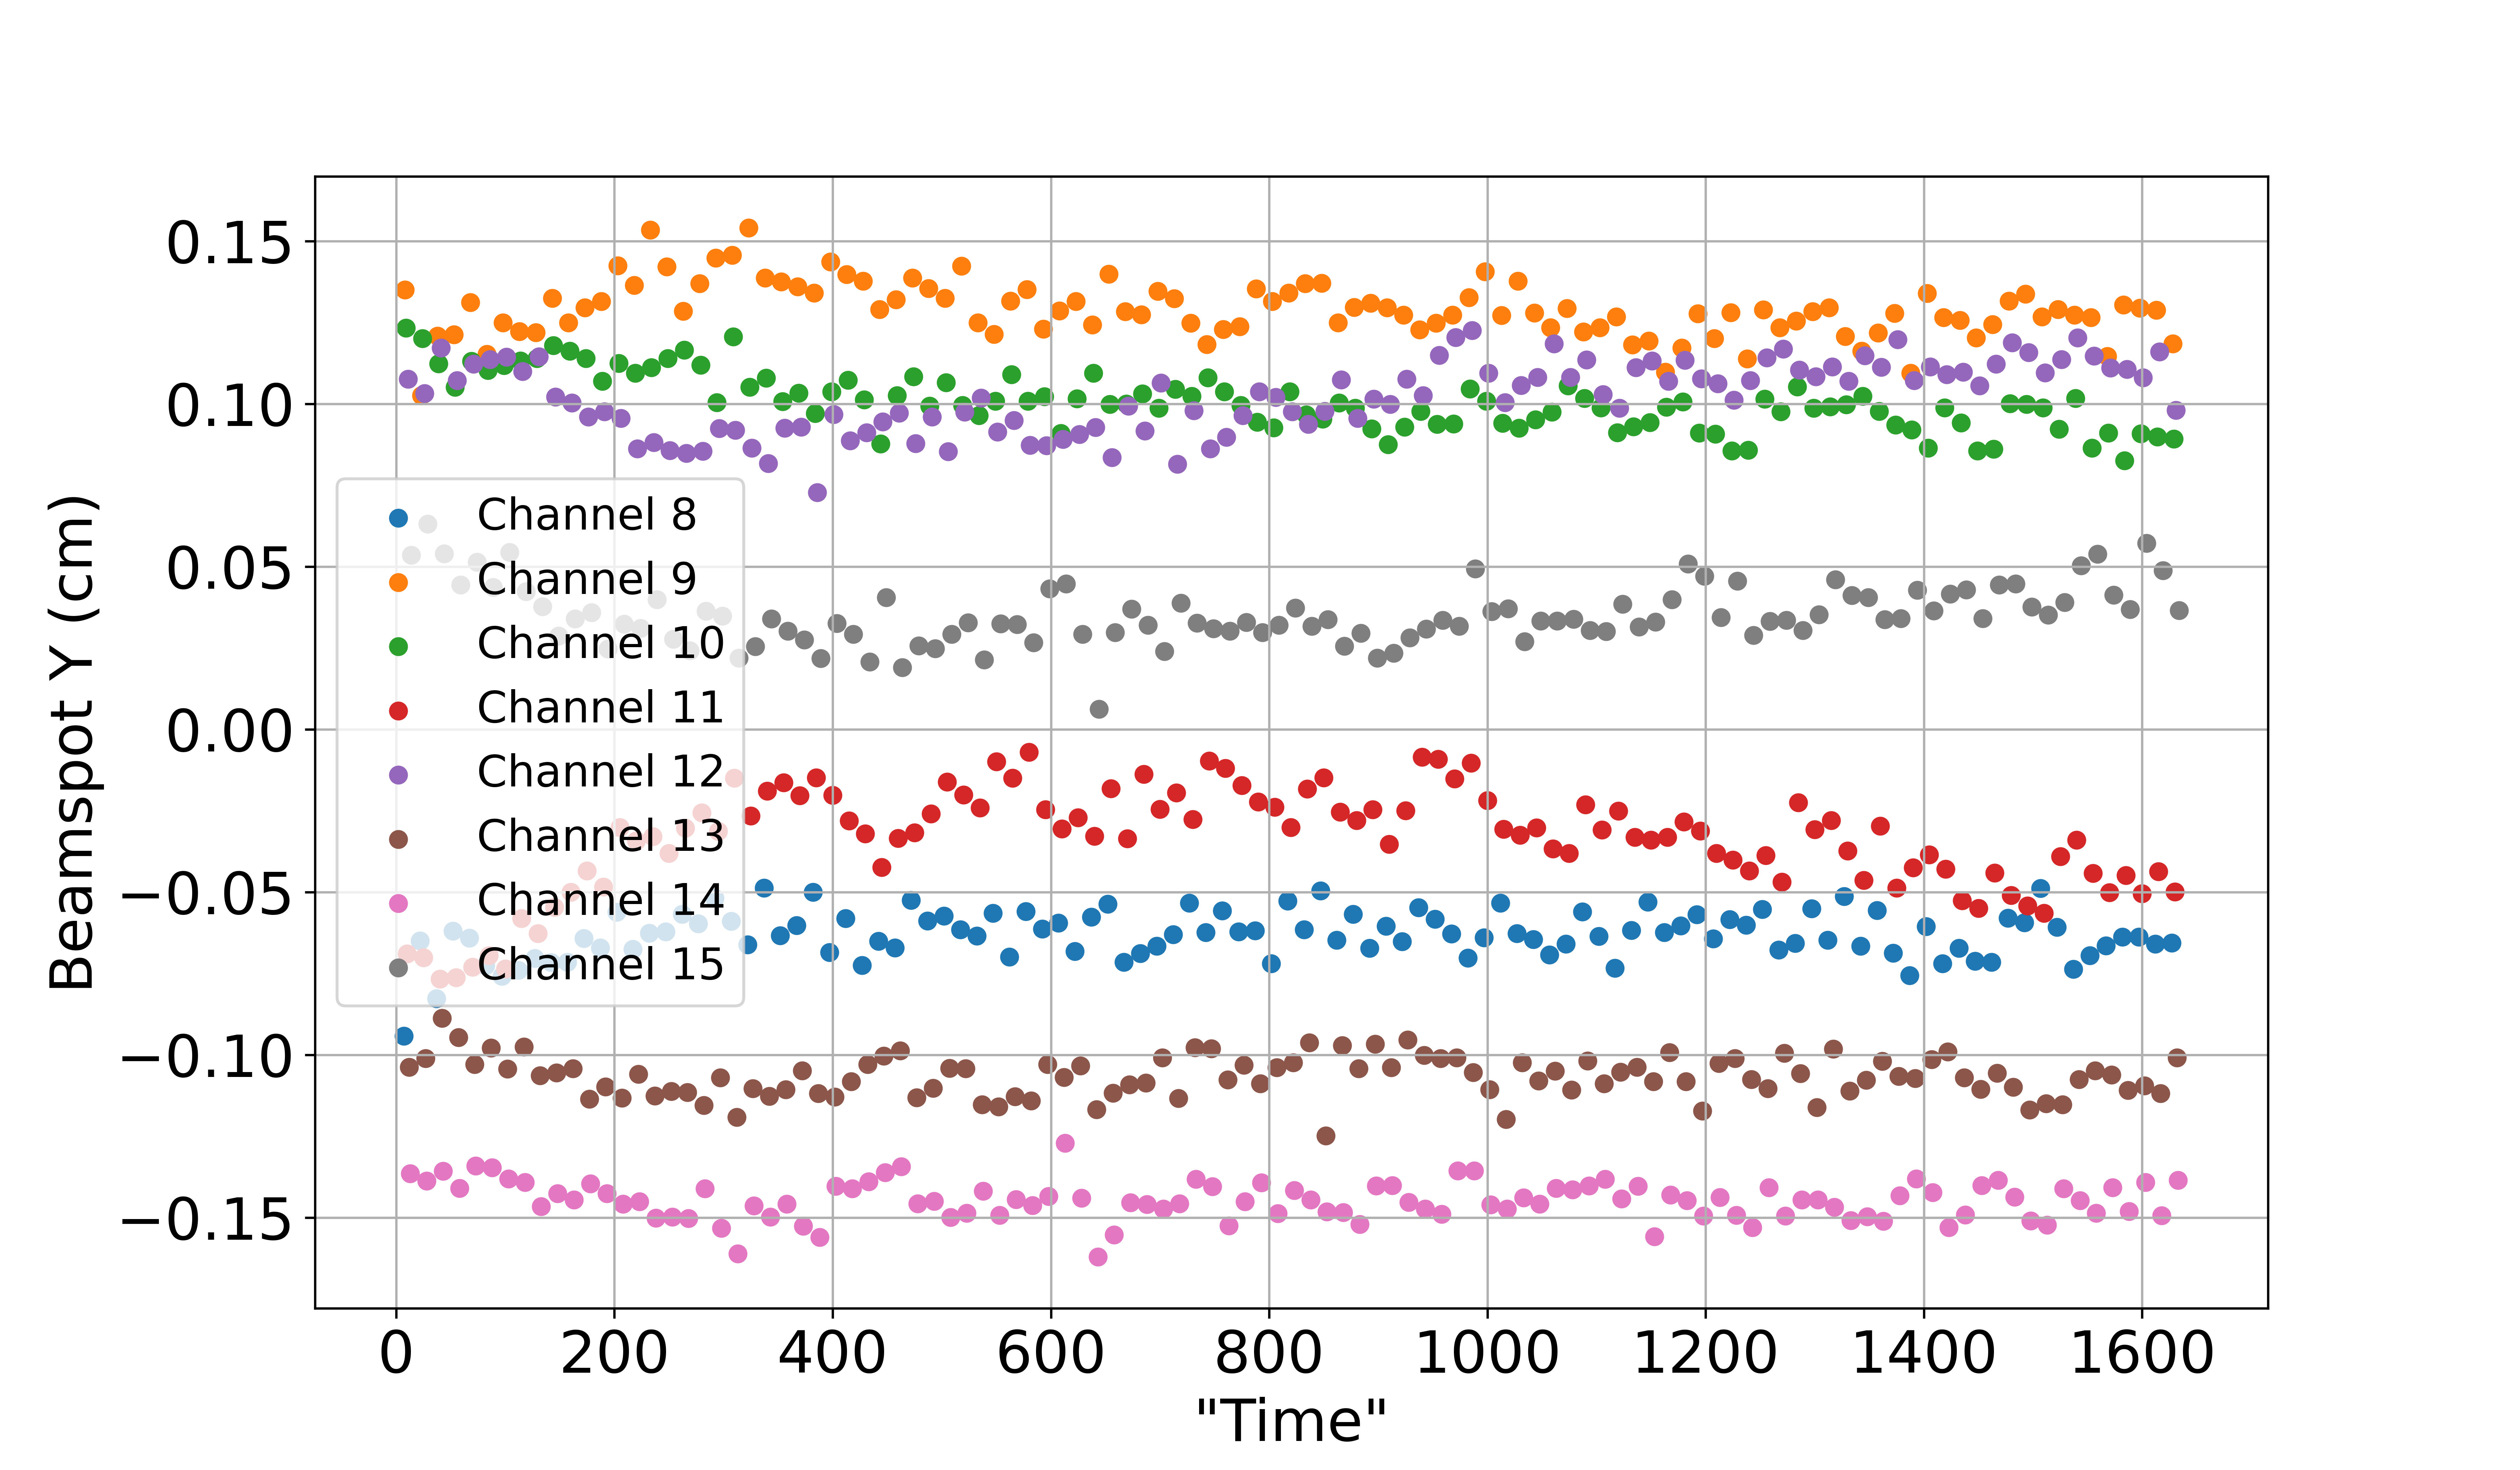 0.15
0.10
0.05
0.00
−0.05
−0.10
−0.15
Beamspot Y (cm)
Channel 8
Channel 9
Channel 10
Channel 11
Channel 12
Channel 13
Channel 14
Channel 15
0 200 400 600 800 1000 1200 1400 1600
"Time"